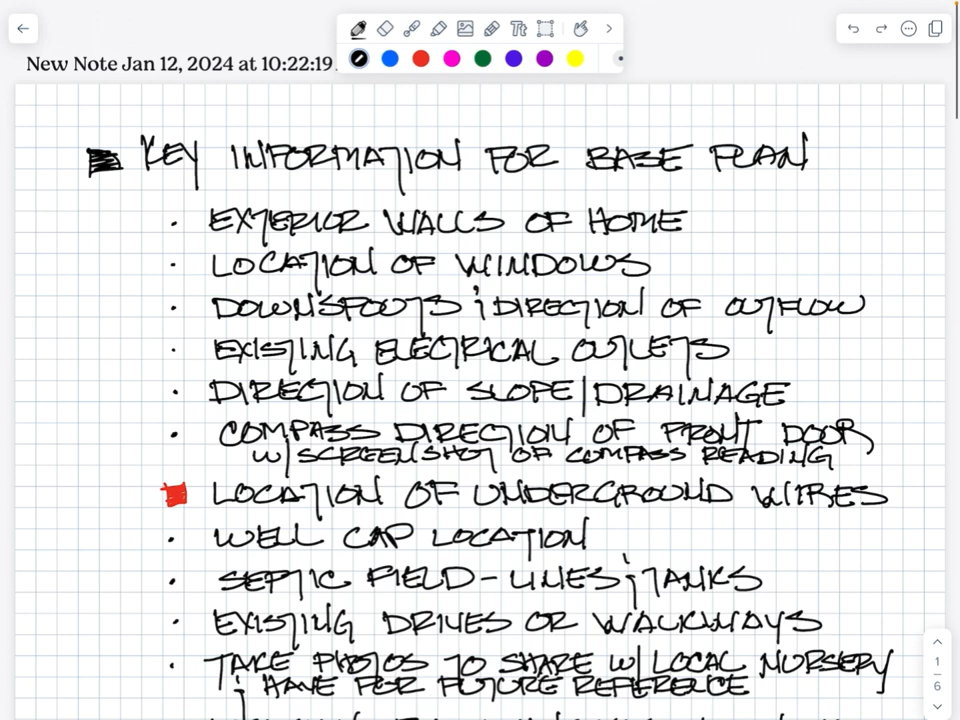 New Note Jan 12, 2024 at 10:22:19
Tt
KEY INFORMATION FOR BASE PLAN
· EXTERIOR WALLS OF HOME
· LOCATION OF WINDOWS
· DOWNSPOUTS & DIRECTION OF OUTFLOW
· EXISTING ELECTRICAL OUTLETS
· DIRECTION OF SLOPE/DRAINAGE
· COMPASS DIRECTION OF FRONT DOOR
W/ SCREENSHOT OF COMPASS READING
LOCATION OF UNDERGROUND WIRES
· WELL CAP LOCATION
· SEPTIC FIELD - LINES & TANKS
· EXISTING DRIVES OR WALKWAYS
· TAKE PHOTOS TO SHARE W/ LOCAL NURSERY
& HAVE FOR FUTURE REFERENCE
1
6